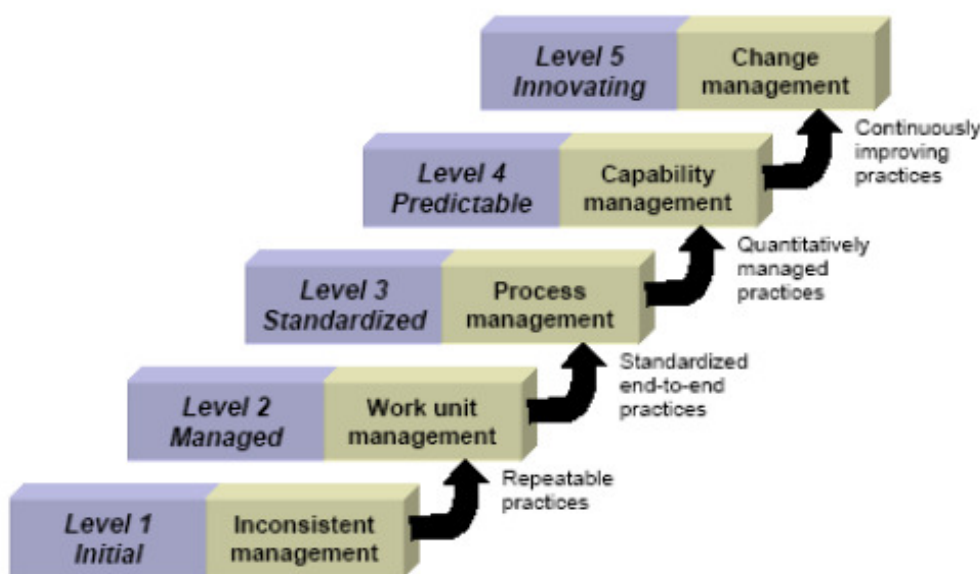 Level 5
Innovating
Change
management
Continuously
improving
practices
Level 4
Predictable
Capability
management
Quantitatively
managed
practices
Level 3
Standardized
Process
management
Standardized
end-to-end
practices
Level 2
Managed
Work unit
management
Repeatable
practices
Level 1
Initial
Inconsistent
management